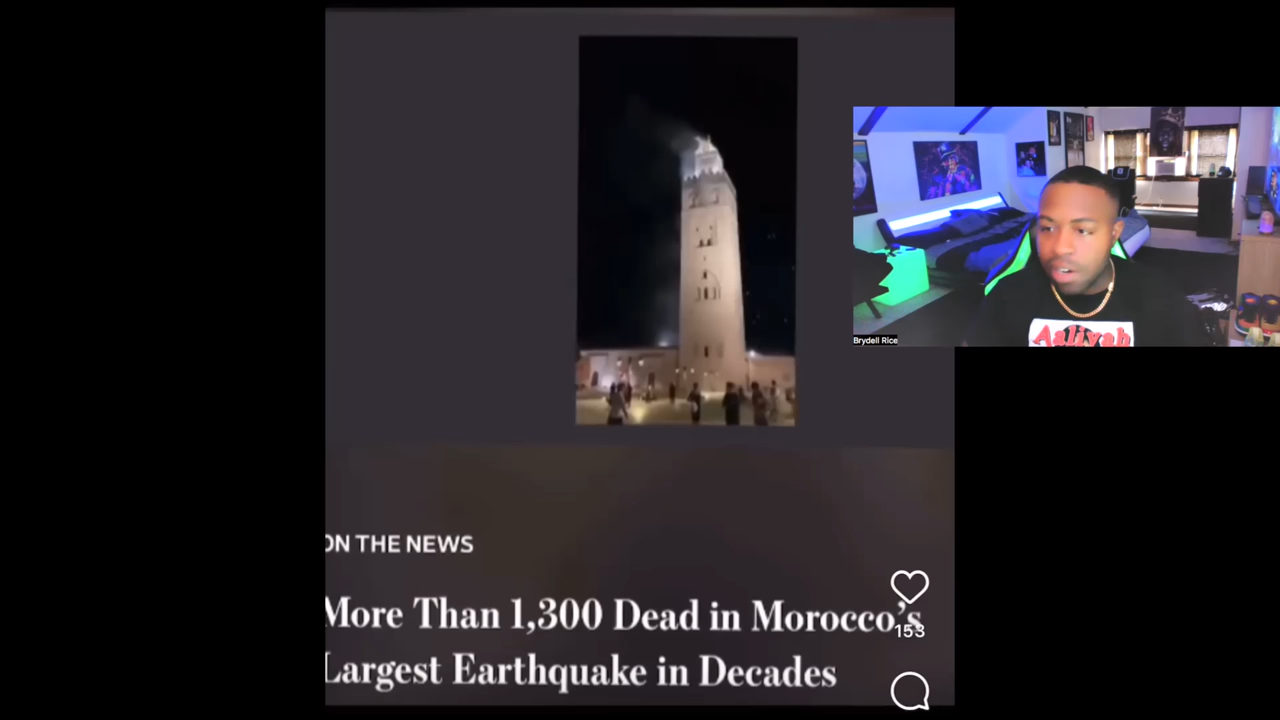 Aaliyah
Brydell Rice
ON THE NEWS
More Than 1,300 Dead in Morocco's
153
Largest Earthquake in Decades